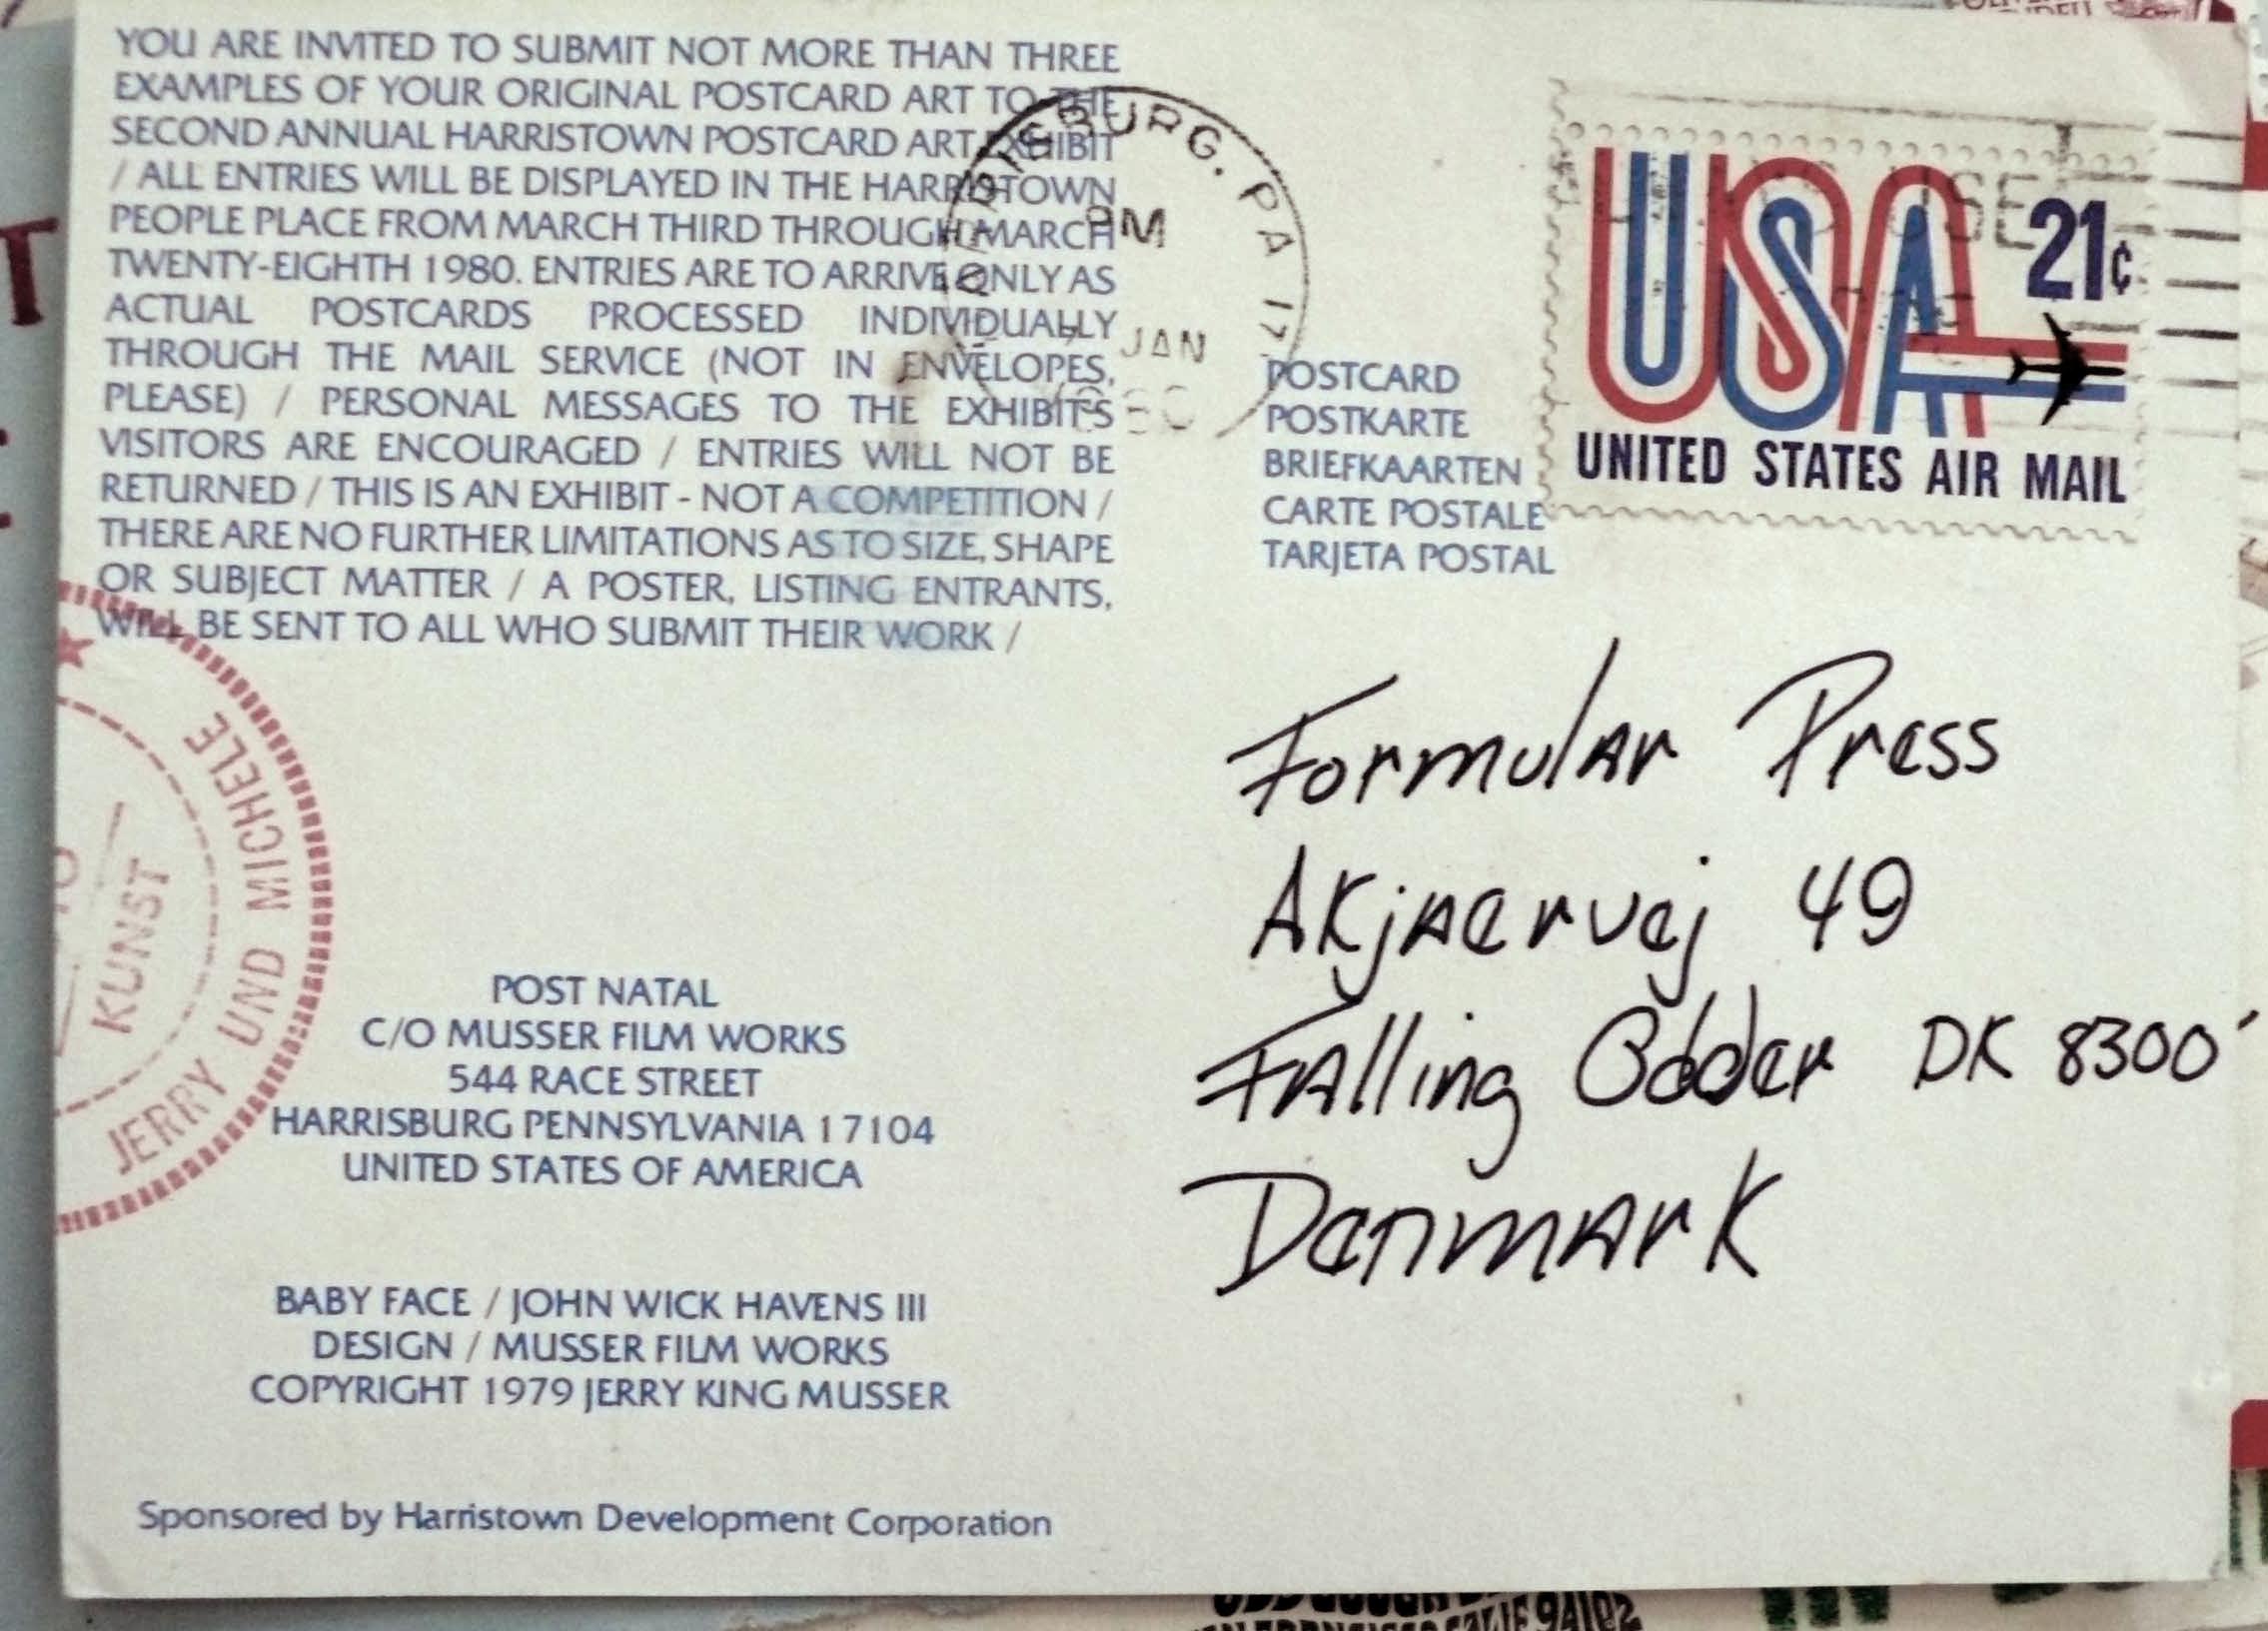 YOU ARE INVITED TO SUBMIT NOT MORE THAN THREE
EXAMPLES OF YOUR ORIGINAL POSTCARD ART TO THE
SECOND ANNUAL HARRISTOWN POSTCARD ART EXHIBIT
/ ALL ENTRIES WILL BE DISPLAYED IN THE HARRISTOWN
PEOPLE PLACE FROM MARCH THIRD THROUGH MARCH
TWENTY-EIGHTH 1980. ENTRIES ARE TO ARRIVE ONLY AS
ACTUAL POSTCARDS PROCESSED INDIVIDUALLY
THROUGH THE MAIL SERVICE (NOT IN ENVELOPES,
PLEASE) / PERSONAL MESSAGES TO THE EXHIBIT'S
VISITORS ARE ENCOURAGED / ENTRIES WILL NOT BE
RETURNED / THIS IS AN EXHIBIT - NOT A COMPETITION /
THERE ARE NO FURTHER LIMITATIONS AS TO SIZE, SHAPE
OR SUBJECT MATTER / A POSTER, LISTING ENTRANTS,
WILL BE SENT TO ALL WHO SUBMIT THEIR WORK /
HARRISBURG. PA 17
PM
JAN
1980
POSTCARD
POSTKARTE
BRIEFKAARTEN
CARTE POSTALE
TARJETA POSTAL
USA 21¢
UNITED STATES AIR MAIL
Formular Press
Akjaervej 49
Falling Odder DK 8300
Denmark
KUNST
JERRY UND MICHELE
POST NATAL
C/O MUSSER FILM WORKS
544 RACE STREET
HARRISBURG PENNSYLVANIA 17104
UNITED STATES OF AMERICA
BABY FACE / JOHN WICK HAVENS III
DESIGN / MUSSER FILM WORKS
COPYRIGHT 1979 JERRY KING MUSSER
Sponsored by Harristown Development Corporation
94102
IN